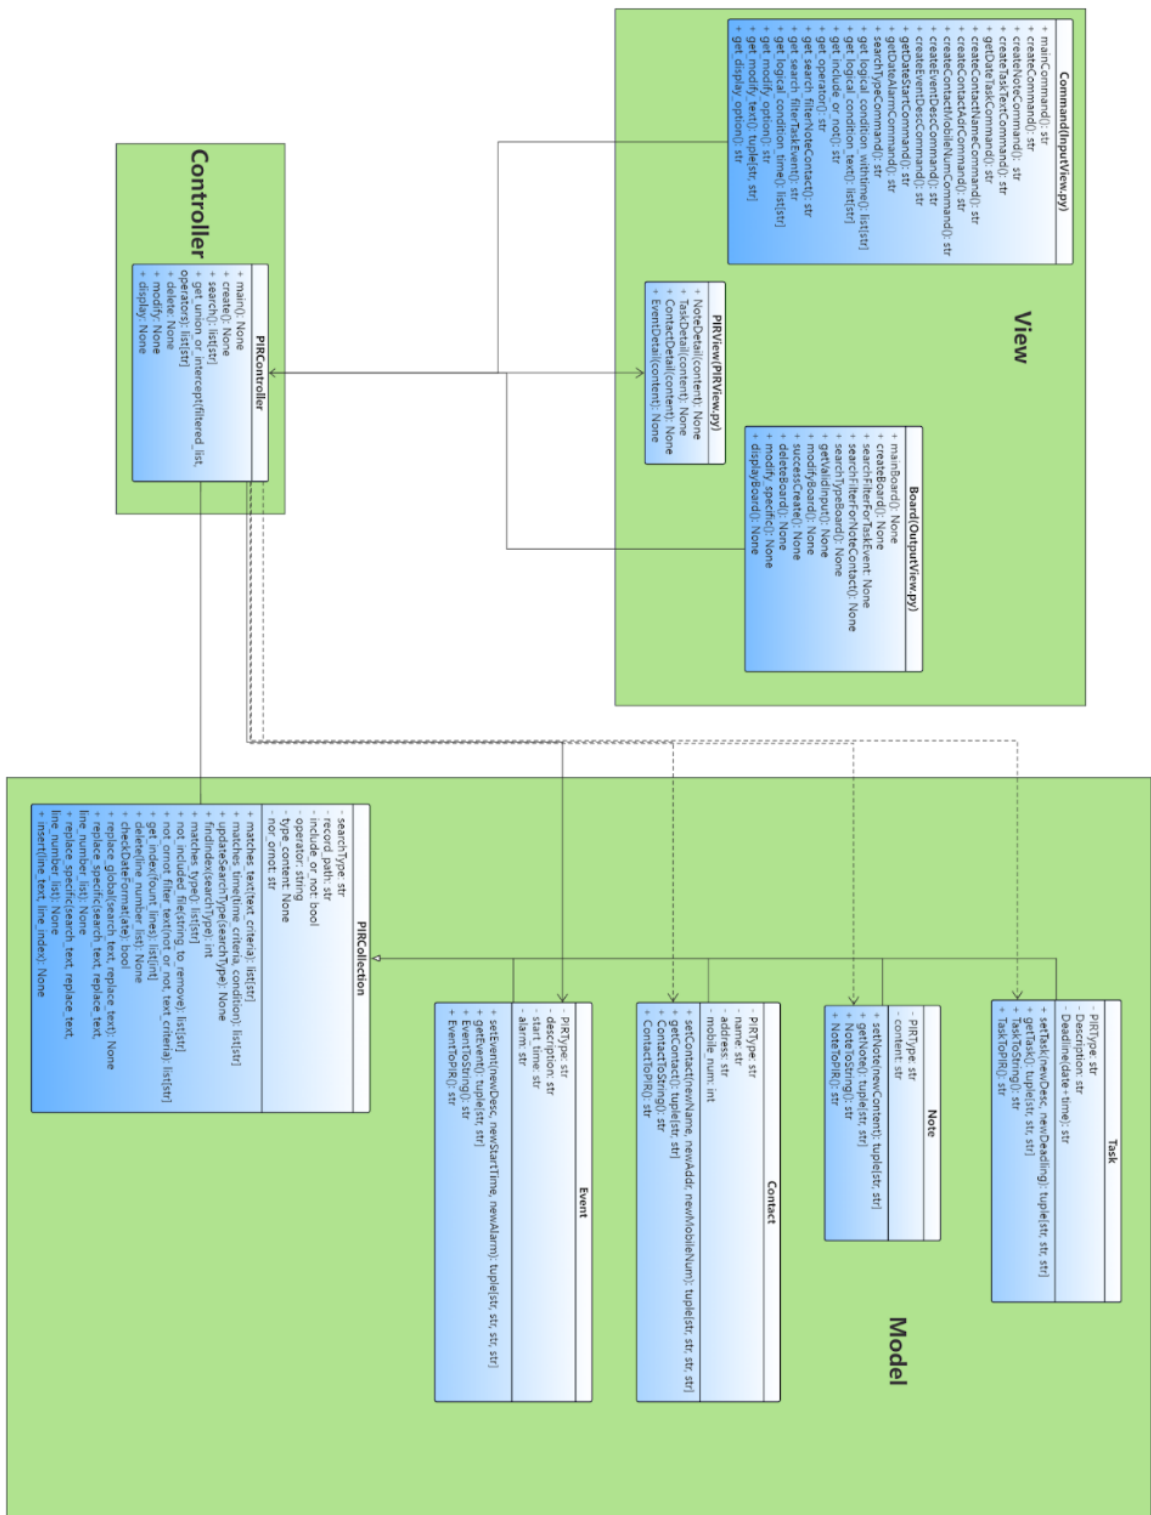 View
Command(InputView.py)
+ mainCommand(): str
+ createCommand(): str
+ createNoteCommand(): str
+ createTaskTextCommand(): str
+ getDateTaskCommand(): str
+ createContactNameCommand(): str
+ createContactAdrCommand(): str
+ createContactMobileNumCommand(): str
+ createEventDescCommand(): str
+ createEventDescCommand(): str
+ getDateStartCommand(): str
+ getDateAlarmCommand(): str
+ searchTypeCommand(): str
+ get_logical_condition_withtime(): list[str]
+ get_logical_condition_text(): list[str]
+ get_include_or_not(): str
+ get_operator(): str
+ get_search_filterNoteContact(): str
+ get_search_filterTaskEvent(): str
+ get_logical_condition_time(): list[str]
+ get_modify_option(): str
+ get_modify_text(): tuple[str, str]
+ get_display_option(): str
PIRView(PIRView.py)
+ NoteDetail(content): None
+ TaskDetail(content): None
+ ContactDetail(content): None
+ EventDetail(content): None
Board(OutputView.py)
+ mainBoard(): None
+ createBoard(): None
+ searchFilterForTaskEvent: None
+ searchFilterForNoteContact(): None
+ searchTypeBoard(): None
+ getValidInput(): None
+ modifyBoard(): None
+ successCreate(): None
+ deleteBoard(): None
+ modify_specific(): None
+ displayBoard(): None
Controller
PIRController
+ main(): None
+ create(): None
+ search(): list[str]
+ get_union_or_intercept(filtered_list,
operators): list[str]
+ delete: None
+ modify: None
+ display: None
Model
Task
- PIRType: str
- Description: str
- Deadline(date+time): str
+ setTask(newDesc, newDeadling): tuple[str, str, str]
+ getTask(): tuple[str, str, str]
+ TaskToString(): str
+ TaskToPIR(): str
Note
- PIRType: str
- content: str
+ setNote(newContent): tuple[str, str]
+ getNote(): tuple[str, str]
+ NoteToString(): str
+ NoteToPIR(): str
Contact
- PIRType: str
- name: str
- address: str
- mobile_num: int
+ setContact(newName, newAddr, newMobileNum): tuple[str, str, str, str]
+ getContact(): tuple[str, str]
+ ContactToString(): str
+ ContactToPIR(): str
Event
- PIRType: str
- description: str
- start_time: str
- alarm: str
+ setEvent(newDesc, newStartTime, newAlarm): tuple[str, str, str, str]
+ getEvent(): tuple[str, str]
+ EventToString(): str
+ EventToPIR(): str
PIRCollection
- searchType: str
- record_path: str
- include_or_not: bool
- operator: string
- type_content: None
- nor_ornot: str
+ matches_text(text_criteria): list[str]
+ matches_time(time_criteria, condition): list[str]
+ updateSearchType(searchType): None
+ findIndex(searchType): int
+ matches_type(): list[str]
+ not_included_file(string_to_remove): list[str]
+ not_ornot_filter_text(not_or_not, text_criteria): list[str]
+ get_index(fount_lines): list[int]
+ delete(line_number_list): None
+ checkDateFormat(ate): bool
+ replace_global(search_text, replace_text): None
+ replace_specific(search_text, replace_text,
line_number_list): None
+ replace_specific(search_text, replace_text,
line_number_list): None
+ insert(line_text, line_index): None